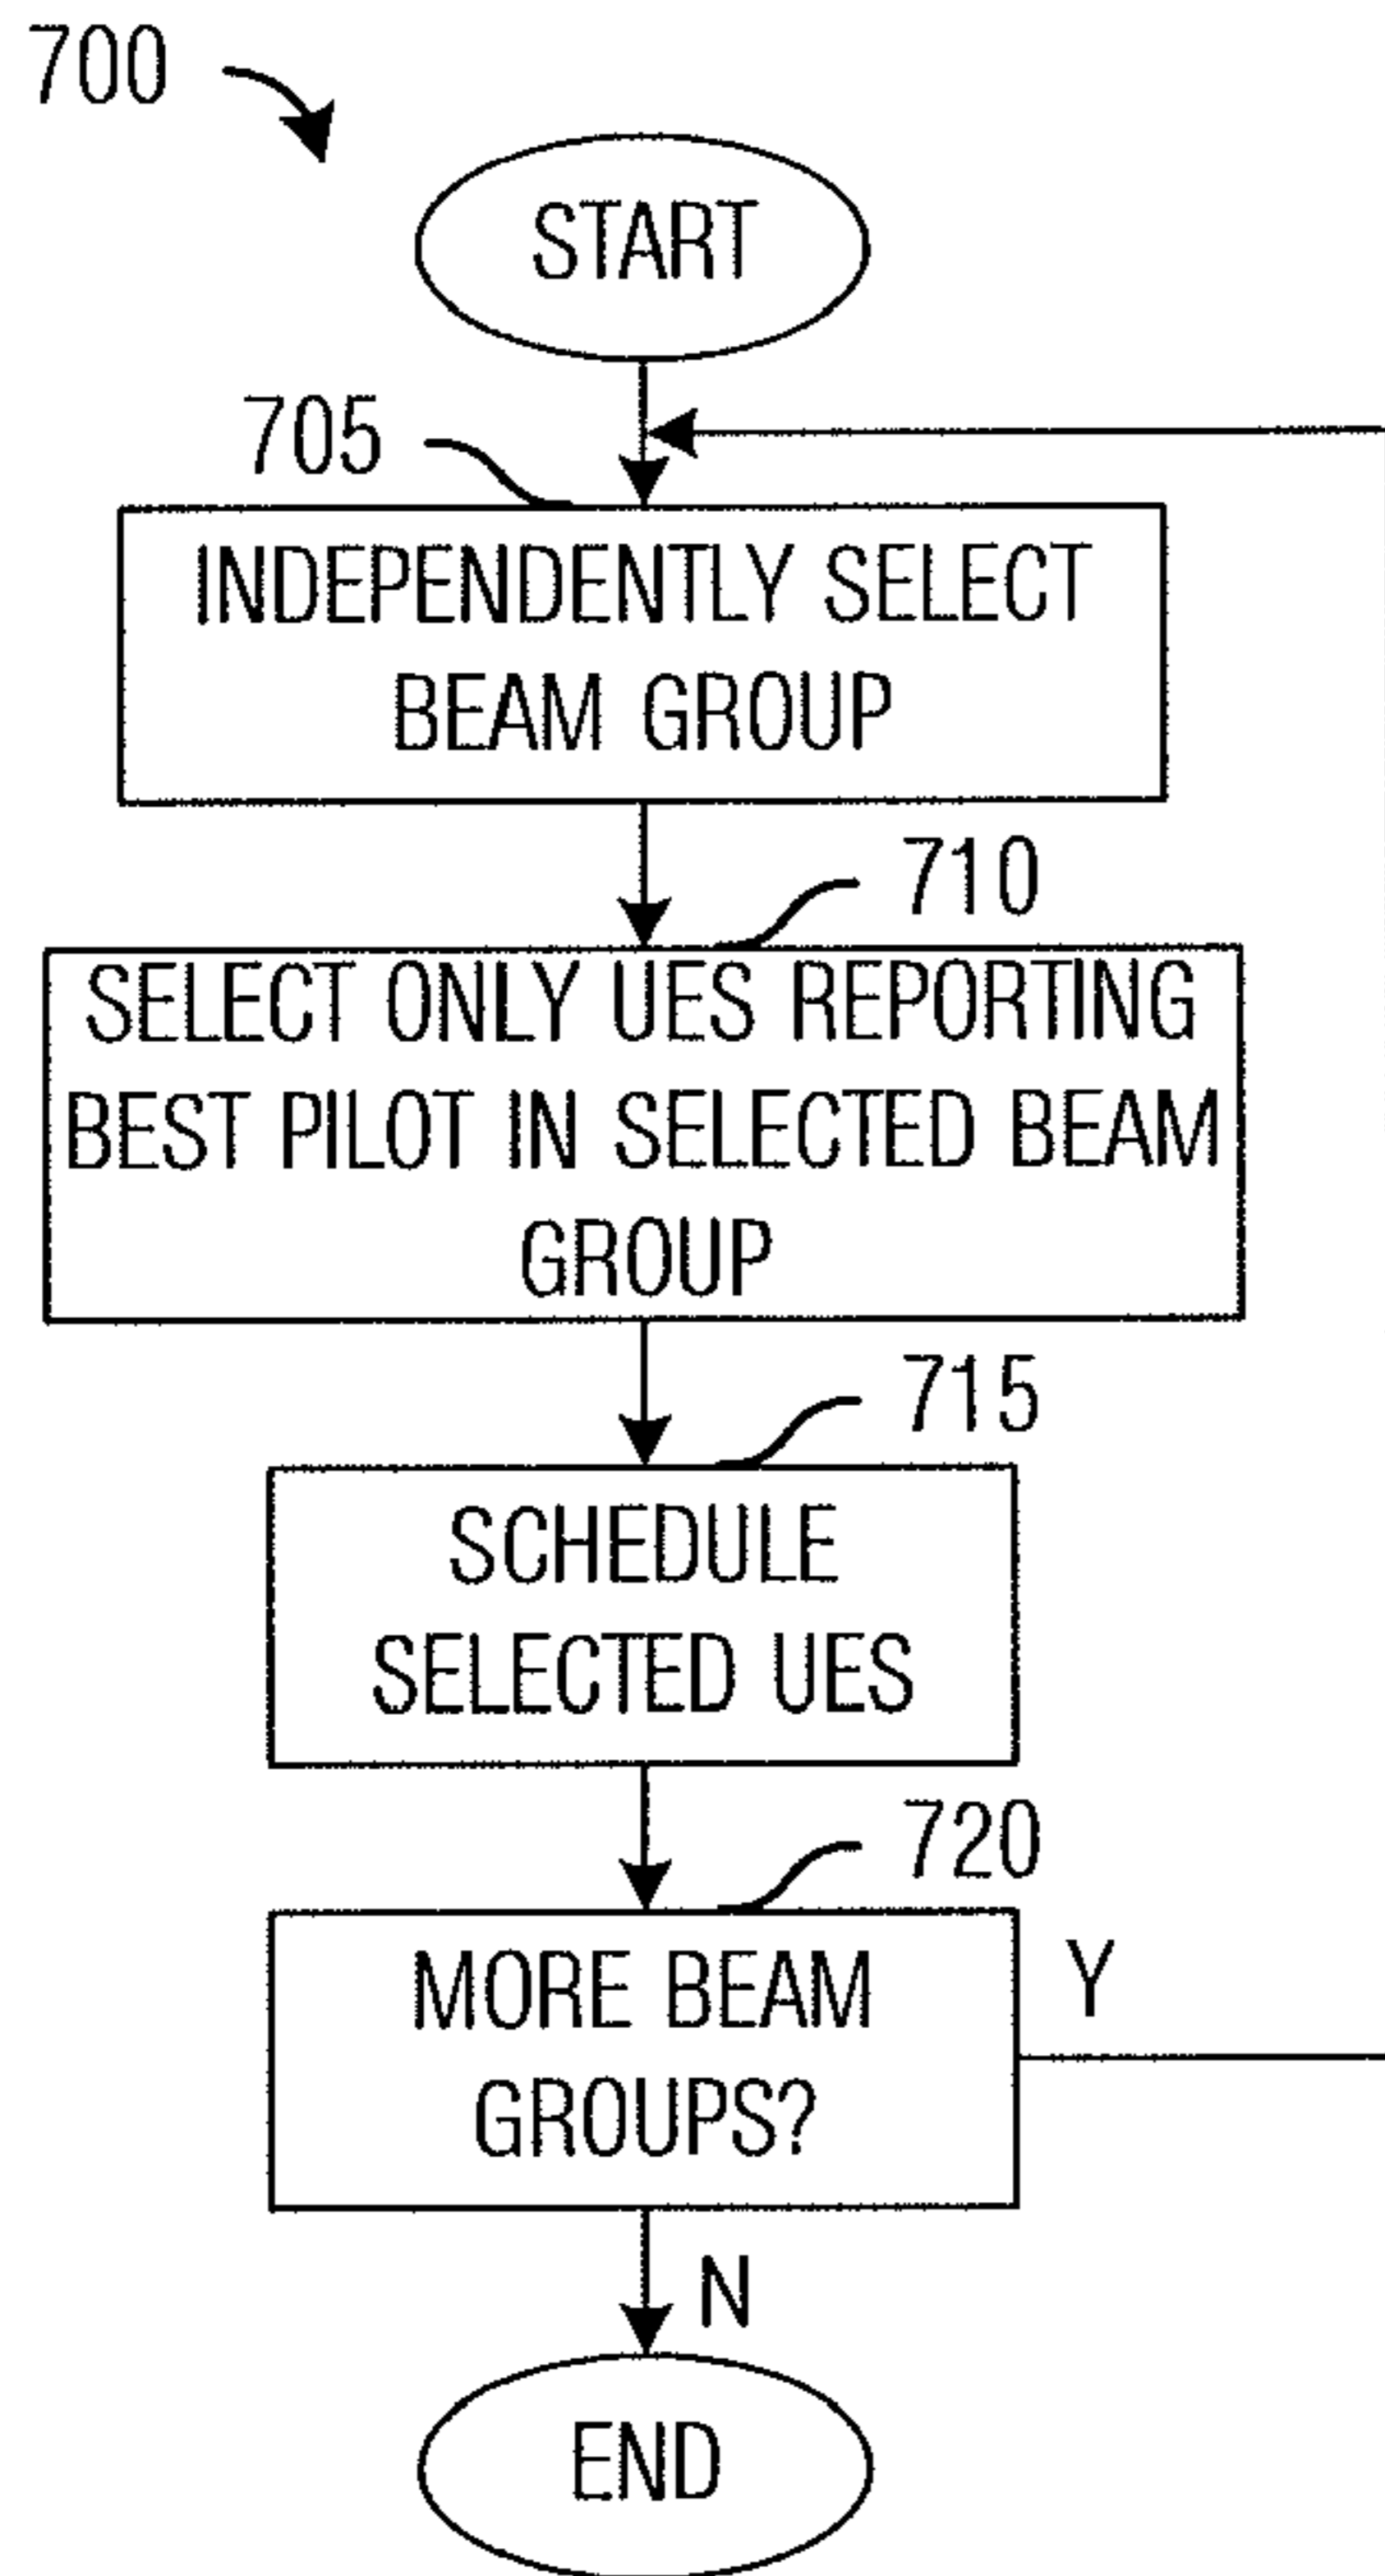 700
START
705
INDEPENDENTLY SELECT
BEAM GROUP
710
SELECT ONLY UES REPORTING
BEST PILOT IN SELECTED BEAM
GROUP
715
SCHEDULE
SELECTED UES
720
MORE BEAM
GROUPS?
Y
N
END